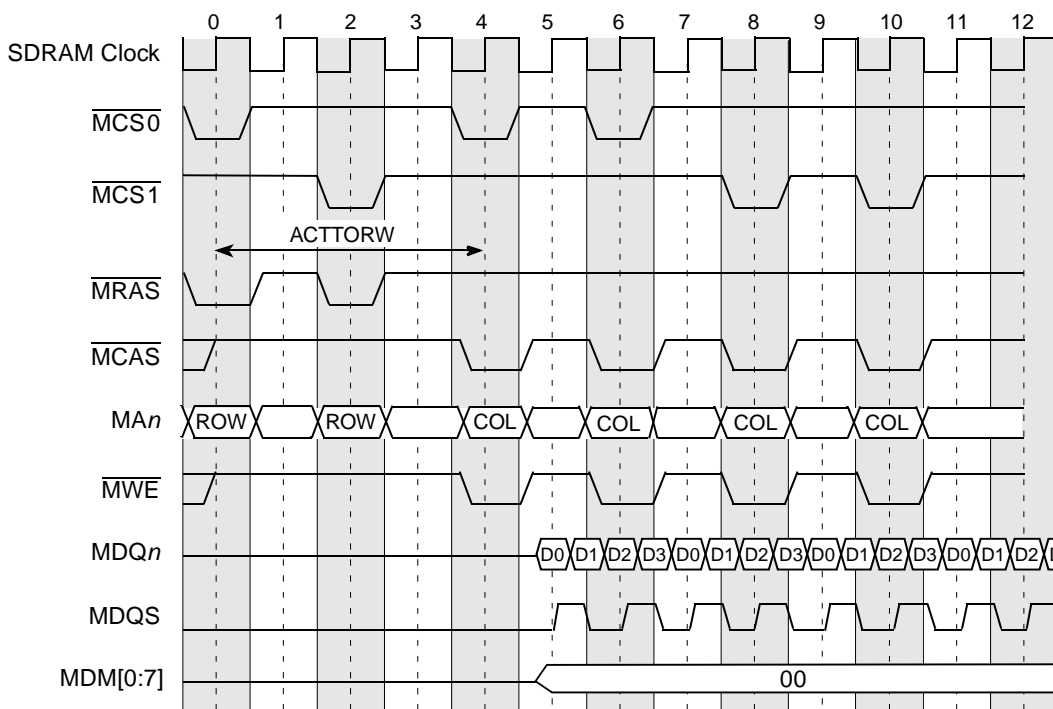 0 1 2 3 4 5 6 7 8 9 10 11 12
SDRAM Clock
MCS0
MCS1
ACTTORW
MRAS
MCAS
MAn ROW ROW COL COL COL COL
MWE
MDQn D0 D1 D2 D3 D0 D1 D2 D3 D0 D1 D2 D3 D0 D1 D2
MDQS
MDM[0:7] 00